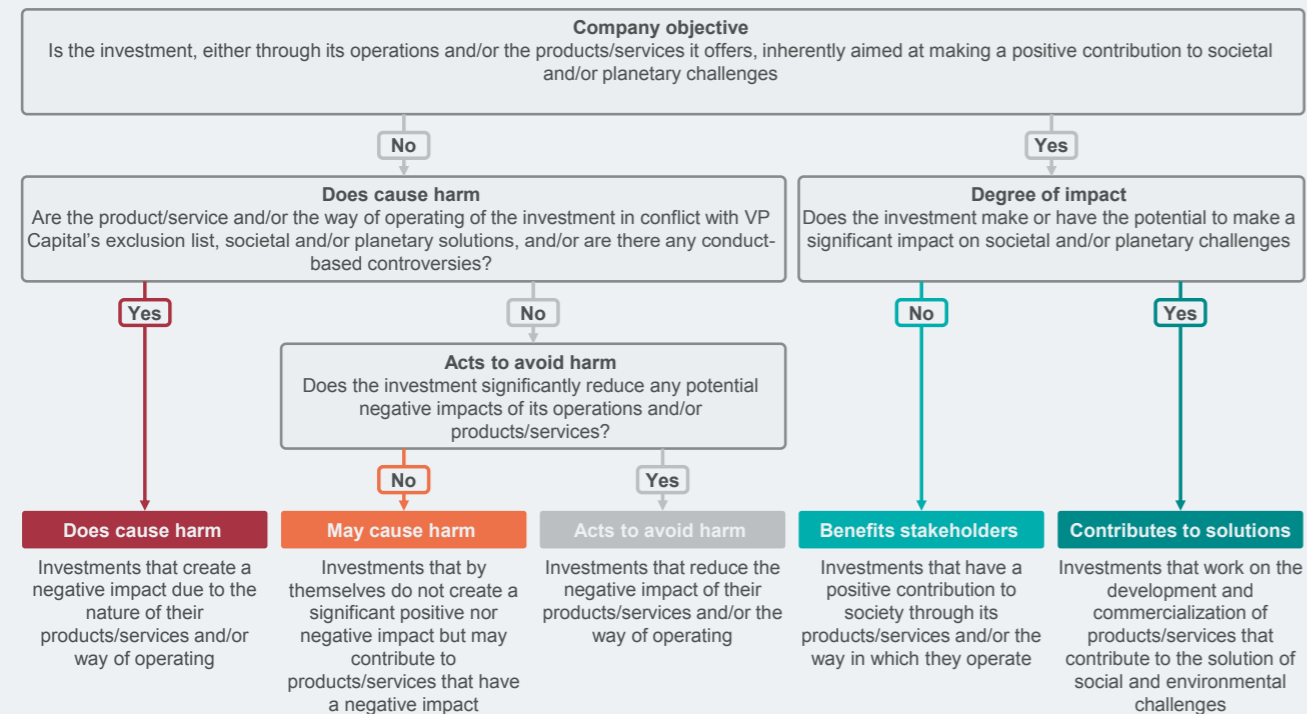 Company objective
Is the investment, either through its operations and/or the products/services it offers, inherently aimed at making a positive contribution to societal
and/or planetary challenges
No
Yes
Does cause harm
Are the product/service and/or the way of operating of the investment in conflict with VP
Capital's exclusion list, societal and/or planetary solutions, and/or are there any conduct-
based controversies?
Degree of impact
Does the investment make or have the potential to make a
significant impact on societal and/or planetary challenges
Yes
No
No
Yes
Acts to avoid harm
Does the investment significantly reduce any potential
negative impacts of its operations and/or
products/services?
No
Yes
Does cause harm
Investments that create a
negative impact due to the
nature of their
products/services and/or
way of operating
May cause harm
Investments that by
themselves do not create a
significant positive nor
negative impact but may
contribute to
products/services that have
a negative impact
Acts to avoid harm
Investments that reduce the
negative impact of their
products/services and/or the
way of operating
Benefits stakeholders
Investments that have a
positive contribution to
society through its
products/services and/or the
way in which they operate
Contributes to solutions
Investments that work on the
development and
commercialization of
products/services that
contribute to the solution of
social and environmental
challenges